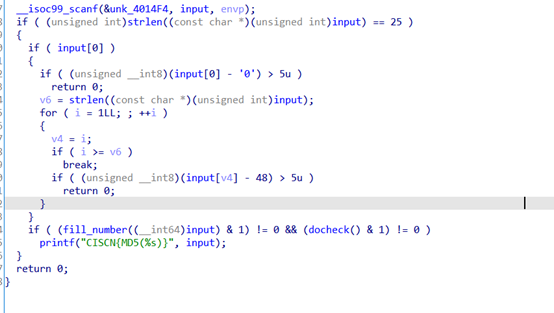 __isoc99_scanf(&unk_4014F4, input, envp);
if ( (unsigned int)strlen((const char *)(unsigned int)input) == 25 )
{
if ( input[0] )
{
if ( (unsigned __int8)(input[0] - '0') > 5u )
return 0;
v6 = strlen((const char *)(unsigned int)input);
for ( i = 1LL; ; ++i )
{
v4 = i;
if ( i >= v6 )
break;
if ( (unsigned __int8)(input[v4] - 48) > 5u )
return 0;
}
}
if ( (fill_number((__int64)input) & 1) != 0 && (docheck() & 1) != 0 )
printf("CISCN{MD5(%s)}", input);
}
return 0;
}